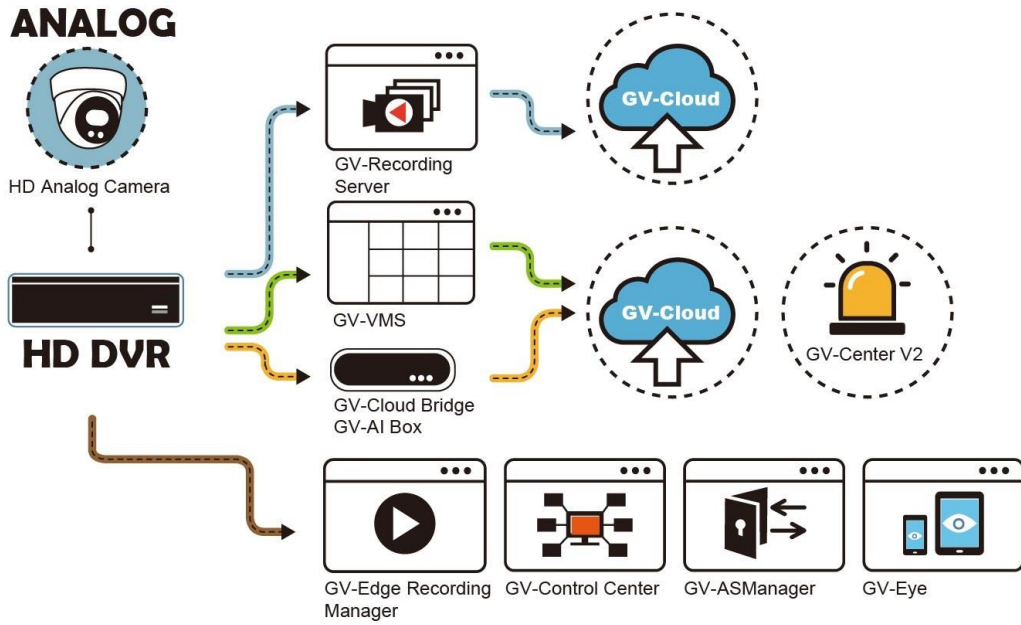 ANALOG
HD Analog Camera
HD DVR
GV-Recording
Server
GV-Cloud
GV-VMS
GV-Cloud
GV-Center V2
GV-Cloud Bridge
GV-AI Box
GV-Edge Recording
Manager
GV-Control Center
GV-ASManager
GV-Eye